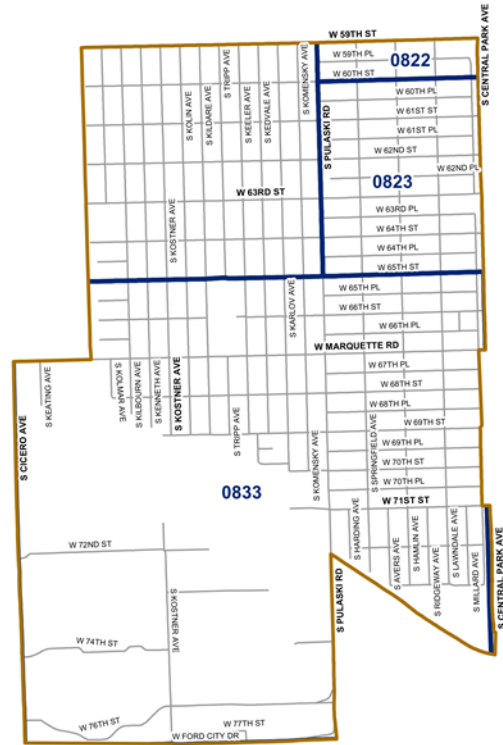 W 59TH ST
W 59TH PL
0822
W 60TH ST
S CENTRAL PARK AVE
S TRIPP AVE
S KOMENSKY AVE
S KOLIN AVE
S KILDARE AVE
S KEELER AVE
S KEDVALE AVE
S PULASKI RD
W 60TH PL
W 61ST ST
W 61ST PL
W 62ND ST
W 62ND PL
0823
W 63RD ST
S KOSTNER AVE
W 63RD PL
W 64TH ST
W 64TH PL
W 65TH ST
S KARLOV AVE
W 65TH PL
W 66TH ST
W 66TH PL
W MARQUETTE RD
S KEATING AVE
S KOLMAR AVE
S KILBOURN AVE
S KENNETH AVE
S KOSTNER AVE
W 67TH PL
W 68TH ST
W 68TH PL
S CICERO AVE
S TRIPP AVE
S KOMENSKY AVE
S SPRINGFIELD AVE
W 69TH ST
W 69TH PL
W 70TH ST
W 70TH PL
0833
W 71ST ST
S HARDING AVE
S AVERS AVE
S HAMLIN AVE
S RIDGEWAY AVE
S LAWNDALE AVE
S MILLARD AVE
S CENTRAL PARK AVE
W 72ND ST
S KOSTNER AVE
S PULASKI RD
W 74TH ST
W 76TH ST
W 77TH ST
W FORD CITY DR